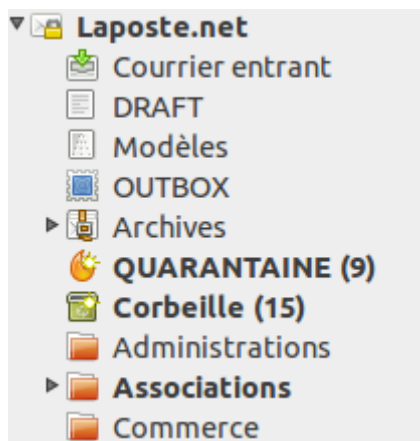 Laposte.net
Courrier entrant
DRAFT
Modèles
OUTBOX
Archives
QUARANTAINE (9)
Corbeille (15)
Administrations
Associations
Commerce